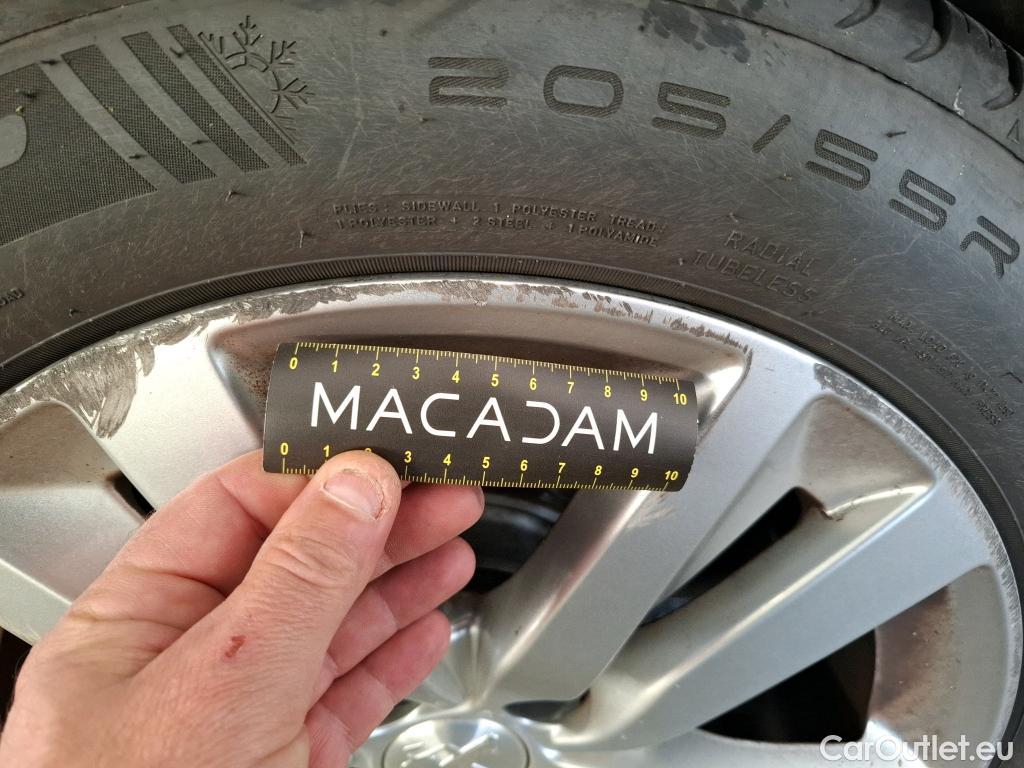 205/55R
PLIES: SIDEWALL 1 POLYESTER TREAD:
1 POLYESTER + 2 STEEL + 1 POLYAMIDE
RADIAL
TUBELESS
0 1 2 3 4 5 6 7 8 9 10
MACADAM
0 1 2 3 4 5 6 7 8 9 10
CarOutlet.eu